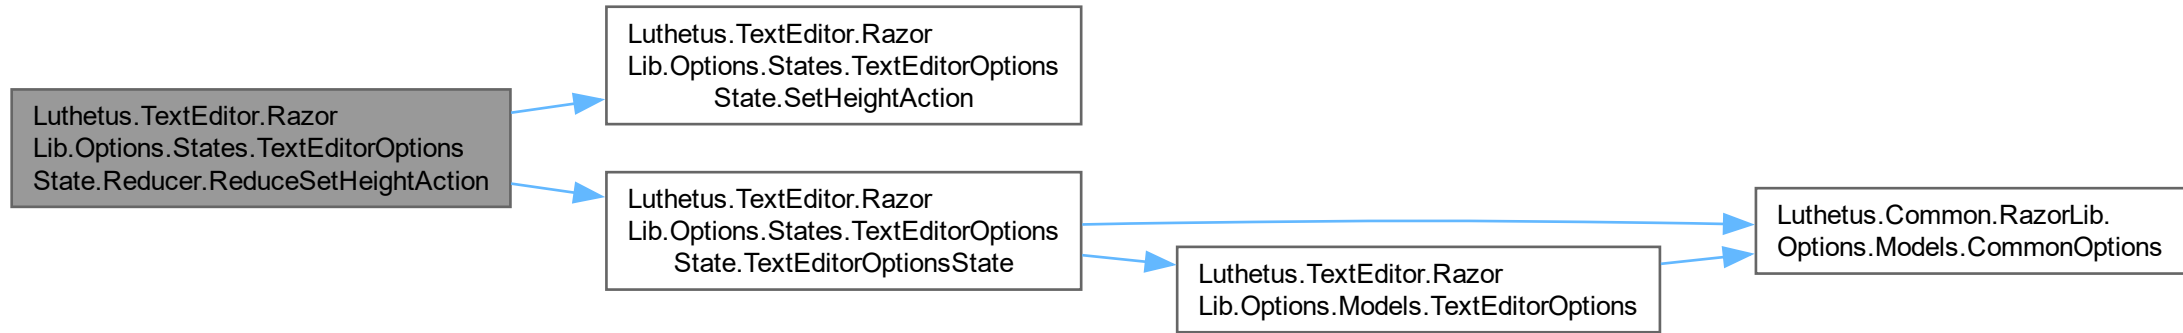 Luthetus.TextEditor.Razor
Lib.Options.States.TextEditorOptions
State.Reducer.ReduceSetHeightAction
Luthetus.TextEditor.Razor
Lib.Options.States.TextEditorOptions
State.SetHeightAction
Luthetus.TextEditor.Razor
Lib.Options.States.TextEditorOptions
State.TextEditorOptionsState
Luthetus.TextEditor.Razor
Lib.Options.Models.TextEditorOptions
Luthetus.Common.RazorLib.
Options.Models.CommonOptions